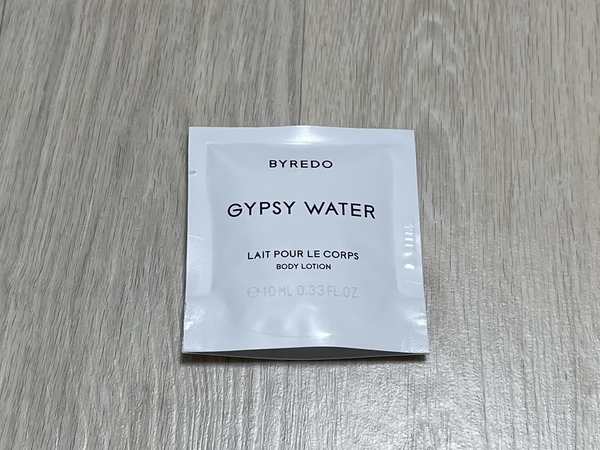 BYREDO
GYPSY WATER
LAIT POUR LE CORPS
BODY LOTION
℮10 ML 0.33 FL.OZ.